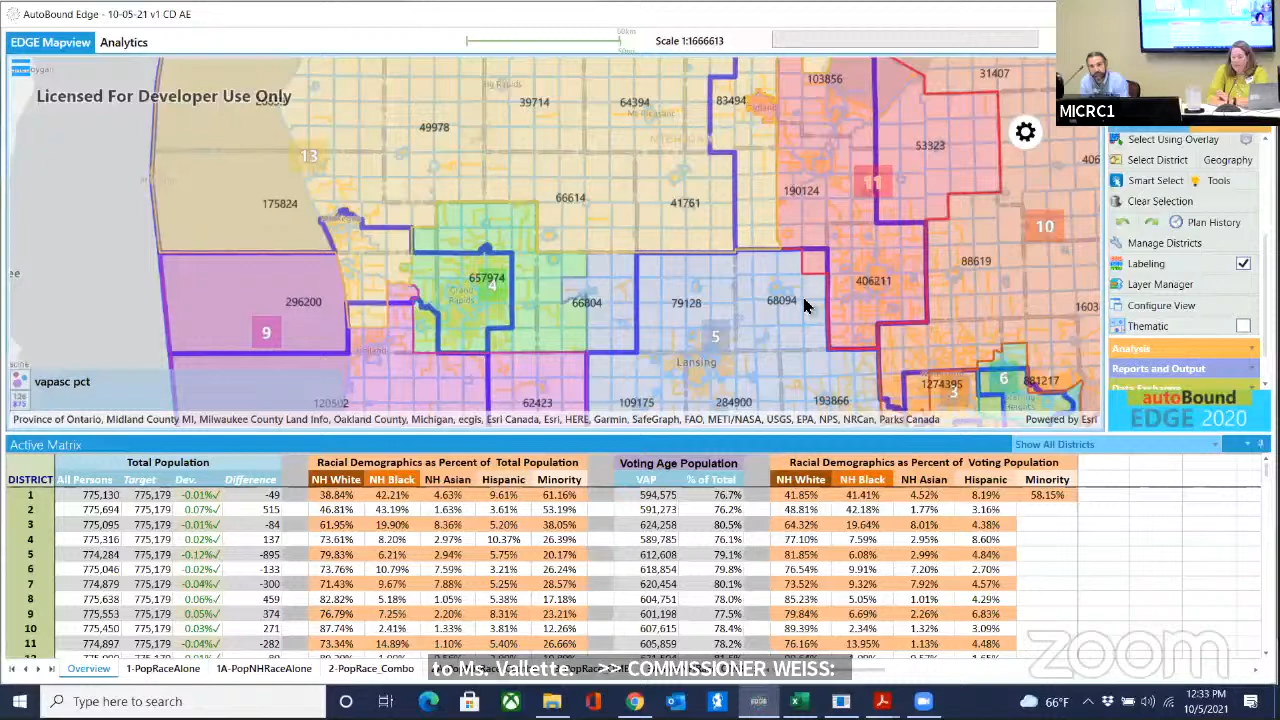 AutoBound Edge - 10-05-21 v1 CD AE
EDGE Mapview Analytics
50km
Scale 1:1666613
Licensed For Developer Use Only
MICRC1
103856 31407
39714 64394 83494
Mt Pleasant
49978 53323
13
190124 11
175824 66614 41761
10
88619
657974 4 406211
296200 66804 79128 68094
Grand Rapids
9 5
Lansing
6
1274395 881217
3
vapasc pct
62423 109175 284900 193866
Province of Ontario, Midland County MI, Milwaukee County Land Info, Oakland County, Michigan, ecgis, Esri Canada, Esri, HERE, Garmin, SafeGraph, FAO, METI/NASA, USGS, EPA, NPS, NRCan, Parks Canada Powered by Esri
Select Using Overlay
Select District Geography
Smart Select Tools
Clear Selection
Plan History
Manage Districts
Labeling
Layer Manager
Configure View
Thematic
Analysis
Reports and Output
autoBound
EDGE 2020
Active Matrix Show All Districts
Total Population Racial Demographics as Percent of Total Population Voting Age Population Racial Demographics as Percent of Voting Population
DISTRICT All Persons Target Dev. Difference NH White NH Black NH Asian Hispanic Minority VAP % of Total NH White NH Black NH Asian Hispanic Minority
1 775,130 775,179 -0.01%✓ -49 38.84% 42.21% 4.63% 9.61% 61.16% 594,575 76.7% 41.85% 41.41% 4.52% 8.19% 58.15%
2 775,694 775,179 0.07%✓ 515 46.81% 43.19% 1.63% 3.61% 53.19% 591,273 76.2% 48.81% 42.18% 1.77% 3.16%
3 775,095 775,179 -0.01%✓ -84 61.95% 19.90% 8.36% 5.20% 38.05% 624,258 80.5% 64.32% 19.64% 8.01% 4.38%
4 775,316 775,179 0.02%✓ 137 73.61% 8.20% 2.97% 10.37% 26.39% 589,785 76.1% 77.10% 7.59% 2.95% 8.60%
5 774,284 775,179 -0.12%✓ -895 79.83% 6.21% 2.94% 5.75% 20.17% 612,608 79.1% 81.85% 6.08% 2.99% 4.84%
6 775,046 775,179 -0.02%✓ -133 73.76% 10.79% 7.59% 3.21% 26.24% 618,854 79.8% 76.54% 9.91% 7.20% 2.70%
7 774,879 775,179 -0.04%✓ -300 71.43% 9.67% 7.88% 5.25% 28.57% 620,454 80.1% 73.52% 9.32% 7.92% 4.57%
8 775,638 775,179 0.06%✓ 459 82.82% 5.18% 1.05% 5.38% 17.18% 604,751 78.0% 85.23% 5.05% 1.01% 4.29%
9 775,553 775,179 0.05%✓ 374 76.79% 7.25% 2.20% 8.31% 23.21% 601,198 77.5% 79.84% 6.69% 2.26% 6.83%
10 775,450 775,179 0.03%✓ 271 87.74% 2.41% 1.33% 3.81% 12.26% 607,615 78.4% 89.39% 2.34% 1.32% 3.09%
11 774,897 775,179 -0.04%✓ -282 73.34% 14.89% 1.10% 5.40% 26.66% 605,859 78.2% 76.16% 13.95% 1.13% 4.48%
Overview 1-PopRaceAlone 1A-PopNHRaceAlone 2-PopRace_Combo
to Ms. Vallette. >> COMMISSIONER WEISS:
zoom
Type here to search
66°F
12:33 PM
10/5/2021